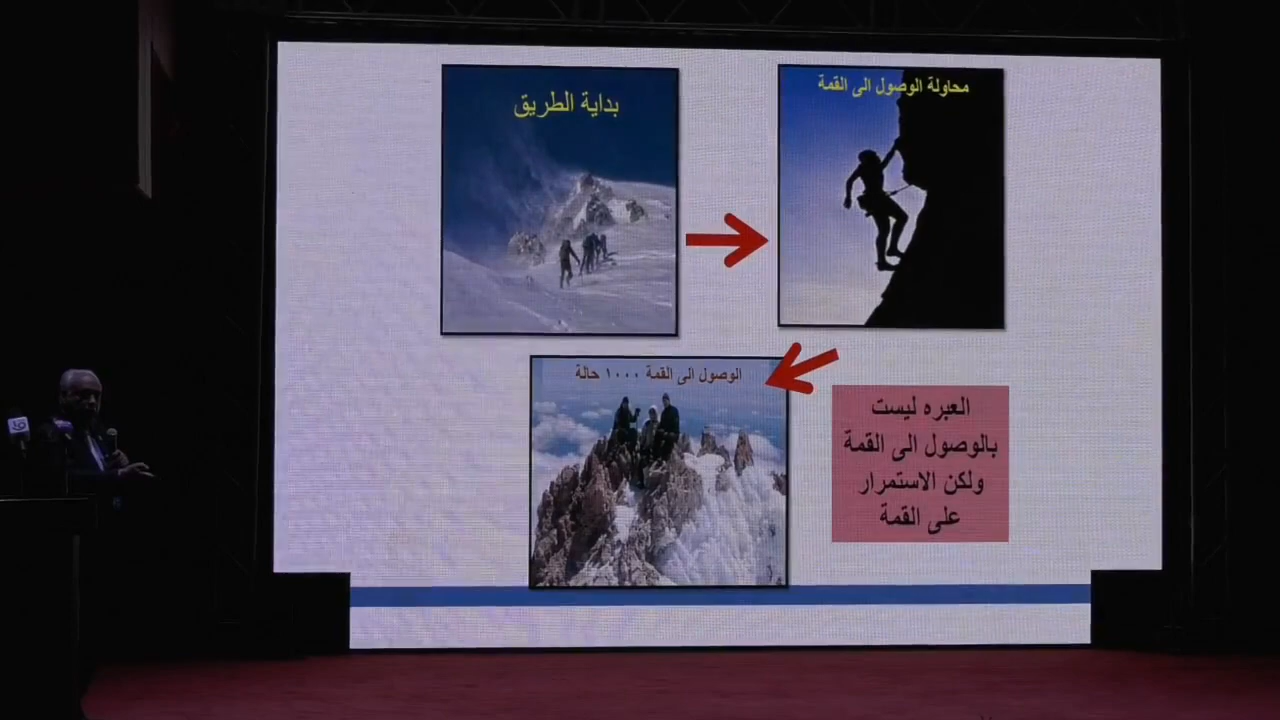 بداية الطريق
محاولة الوصول الى القمة
الوصول الى القمة ١٠٠٠ حالة
العبره ليست
بالوصول الى القمة
ولكن الاستمرار
على القمة